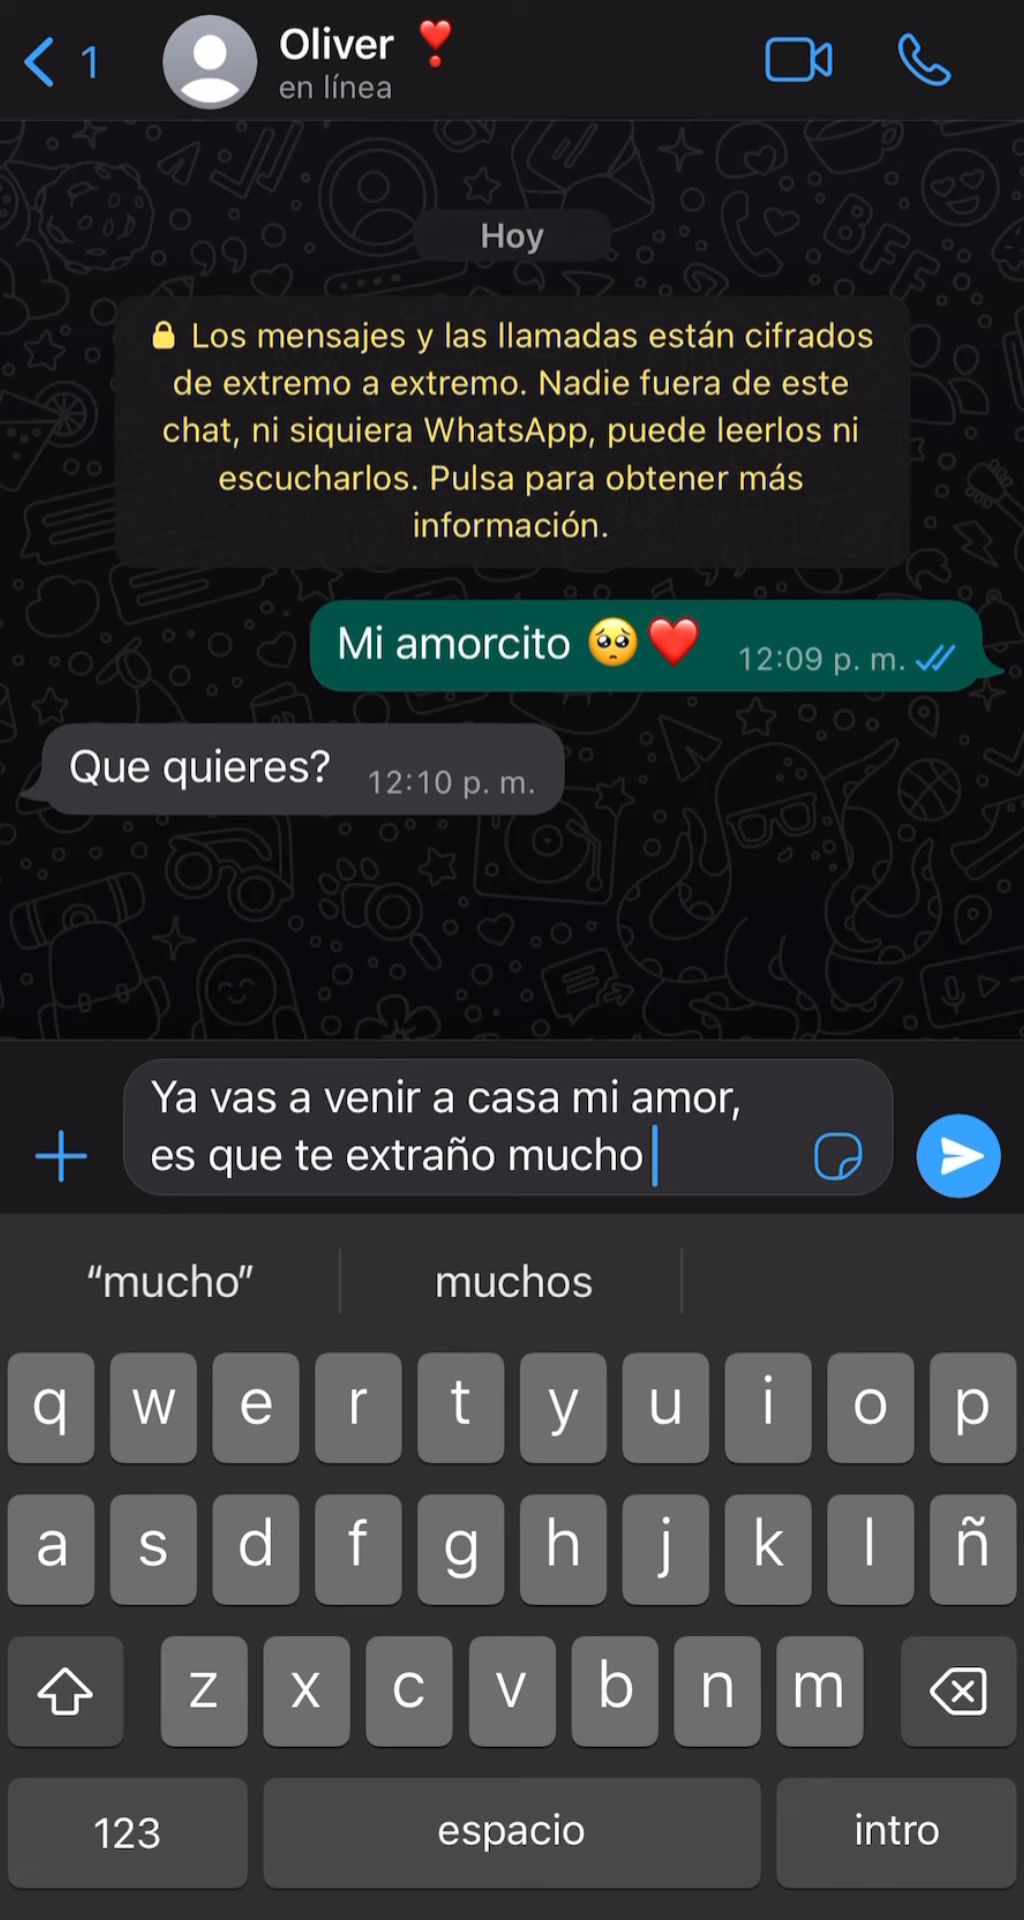 1
Oliver ❣️
en línea
Hoy
🔒 Los mensajes y las llamadas están cifrados
de extremo a extremo. Nadie fuera de este
chat, ni siquiera WhatsApp, puede leerlos ni
escucharlos. Pulsa para obtener más
información.
Mi amorcito 🥺❤️ 12:09 p. m.
Que quieres? 12:10 p. m.
Ya vas a venir a casa mi amor,
es que te extraño mucho
“mucho” muchos
q w e r t y u i o p
a s d f g h j k l ñ
z x c v b n m
123 espacio intro